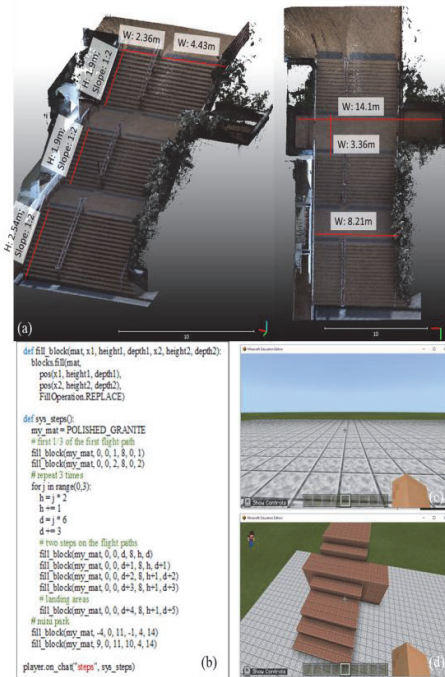 W: 2.36m
W: 4.43m
H: 1.9m;
Slope: 1:2
H: 1.9m;
Slope: 1:2
H: 2.54m;
Slope: 1:2
(a)
10
W: 14.1m
W: 3.36m
W: 8.21m
10
def fill_block(mat, x1, height1, depth1, x2, height2, depth2):
blocks.fill(mat,
pos(x1, height1, depth1),
pos(x2, height2, depth2),
FillOperation.REPLACE)
def sys_steps():
my_mat = POLISHED_GRANITE
# first 1/3 of the first flight path
fill_block(my_mat, 0, 0, 1, 8, 0, 1)
fill_block(my_mat, 0, 0, 2, 8, 0, 2)
# repeat 3 times
for j in range(0,3):
h = j * 2
h += 1
d = j * 6
d += 3
# two steps on the flight paths
fill_block(my_mat, 0, 0, d, 8, h, d)
fill_block(my_mat, 0, 0, d+1, 8, h, d+1)
fill_block(my_mat, 0, 0, d+2, 8, h+1, d+2)
fill_block(my_mat, 0, 0, d+3, 8, h+1, d+3)
# landing areas
fill_block(my_mat, 0, 0, d+4, 8, h+1, d+5)
# mini park
fill_block(my_mat, -4, 0, 11, -1, 4, 14)
fill_block(my_mat, 9, 0, 11, 10, 4, 14)
player.on_chat("steps", sys_steps)
(b)
Minecraft Education Edition
Show Controls
(c)
Minecraft Education Edition
Show Controls
(d)